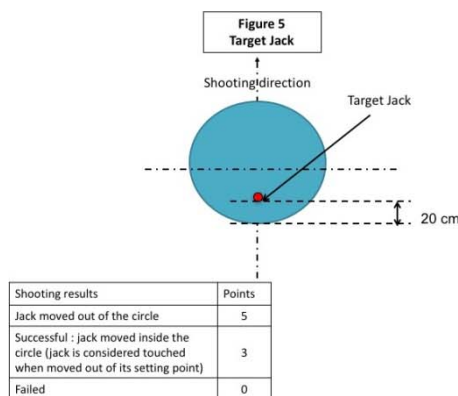 Figure 5
Target Jack
Shooting direction
Target Jack
20 cm
Shooting results Points
Jack moved out of the circle 5
Successful : jack moved inside the
circle (jack is considered touched
when moved out of its setting point) 3
Failed 0